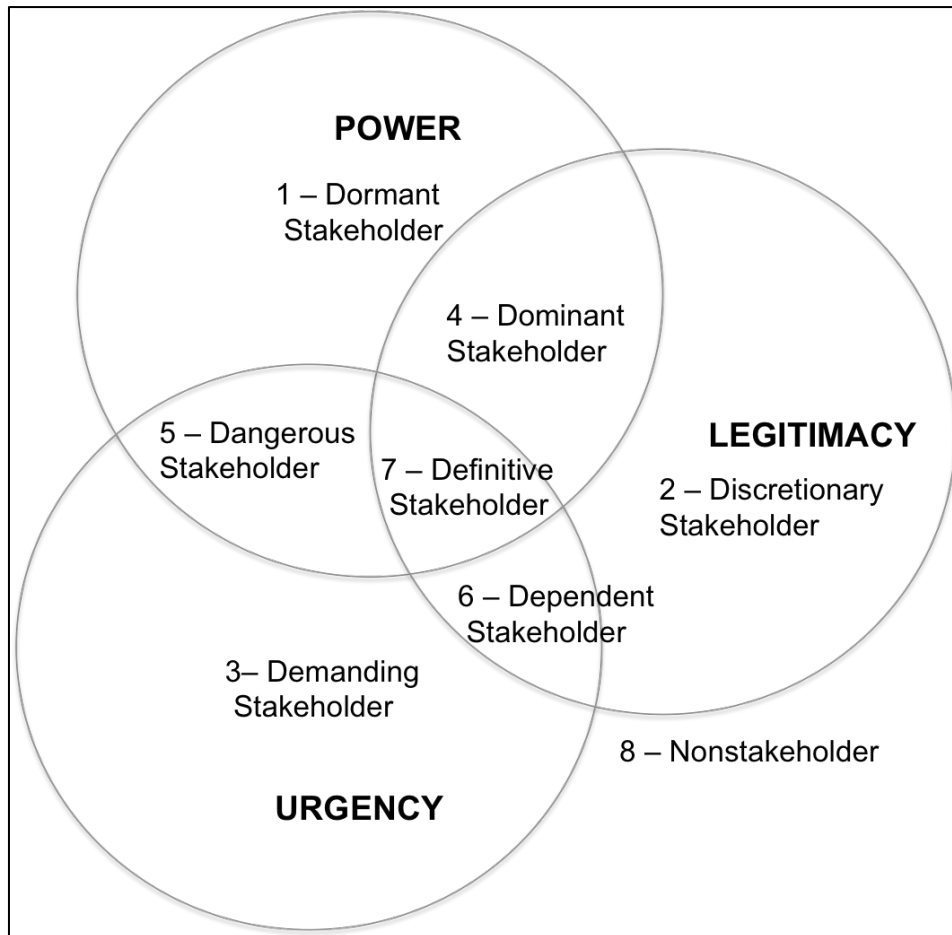 POWER
1 – Dormant
Stakeholder
4 – Dominant
Stakeholder
5 – Dangerous
Stakeholder
7 – Definitive
Stakeholder
LEGITIMACY
2 – Discretionary
Stakeholder
6 – Dependent
Stakeholder
3– Demanding
Stakeholder
8 – Nonstakeholder
URGENCY